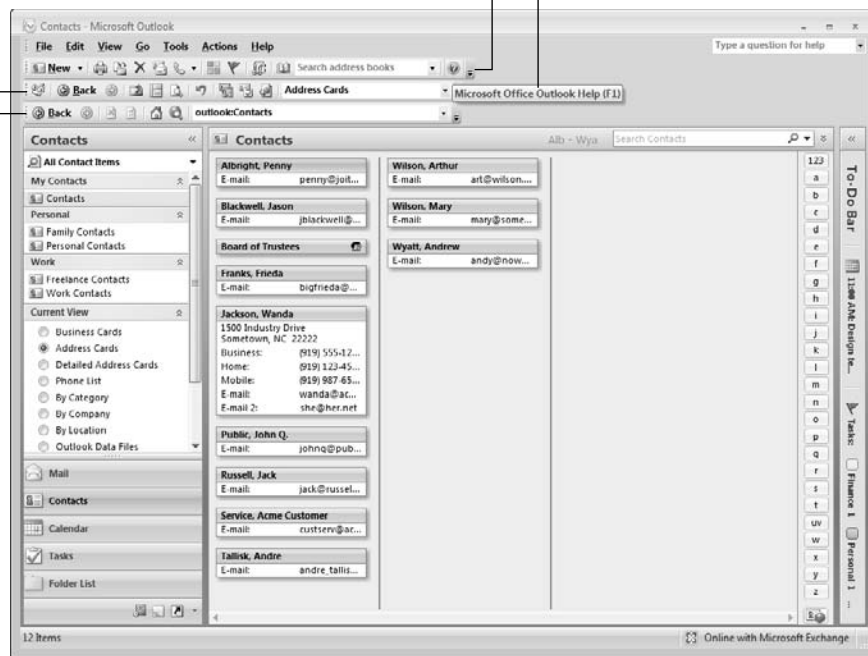 Contacts - Microsoft Outlook
File Edit View Go Tools Actions Help
Type a question for help
New Search address books
Back Address Cards
Microsoft Office Outlook Help (F1)
Back outlook:Contacts
Contacts «
All Contact Items
My Contacts
Contacts
Personal
Family Contacts
Personal Contacts
Work
Freelance Contacts
Work Contacts
Current View
Business Cards
Address Cards
Detailed Address Cards
Phone List
By Category
By Company
By Location
Outlook Data Files
Mail
Contacts
Calendar
Tasks
Folder List
Contacts Alb - Wya Search Contacts
Albright, Penny
E-mail: penny@joit...
Blackwell, Jason
E-mail: jblackwell@...
Board of Trustees
Franks, Frieda
E-mail: bigfrieda@...
Jackson, Wanda
1500 Industry Drive
Sometown, NC 22222
Business: (919) 555-12...
Home: (919) 123-45...
Mobile: (919) 987-65...
E-mail: wanda@ac...
E-mail 2: she@her.net
Public, John Q.
E-mail: johnq@pub...
Russell, Jack
E-mail: jack@russel...
Service, Acme Customer
E-mail: custserv@ac...
Tallisk, Andre
E-mail: andre_tallis...
Wilson, Arthur
E-mail: art@wilson....
Wilson, Mary
E-mail: mary@some...
Wyatt, Andrew
E-mail: andy@now...
123
a
b
c
d
e
f
g
h
i
j
k
l
m
n
o
p
q
r
s
t
uv
w
x
y
z
«
To-Do Bar
11:00 AM: Design te...
Tasks:
Finance 1
Personal 1
12 Items
Online with Microsoft Exchange